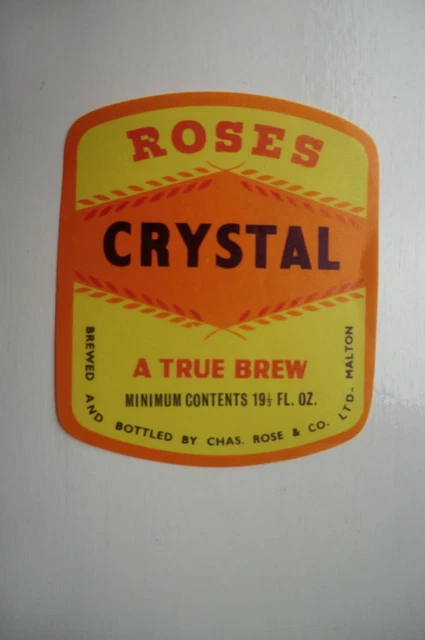 ROSES
CRYSTAL
A TRUE BREW
MINIMUM CONTENTS 19½ FL. OZ.
BREWED AND BOTTLED BY CHAS. ROSE & CO. LTD. MALTON